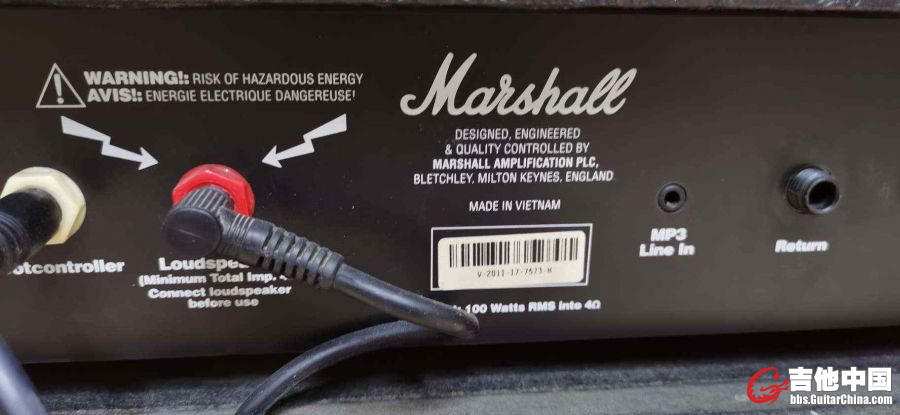 WARNING!: RISK OF HAZARDOUS ENERGY
AVIS!: ENERGIE ELECTRIQUE DANGEREUSE!
Marshall
DESIGNED, ENGINEERED
& QUALITY CONTROLLED BY
MARSHALL AMPLIFICATION PLC,
BLETCHLEY, MILTON KEYNES, ENGLAND
MADE IN VIETNAM
V-2011-17-7673-H
100 Watts RMS into 4Ω
otcontroller
Loudspe
(Minimum Total Imp.
Connect loudspeaker
before use
MP3
Line In
Return
吉他中国
bbs.GuitarChina.com